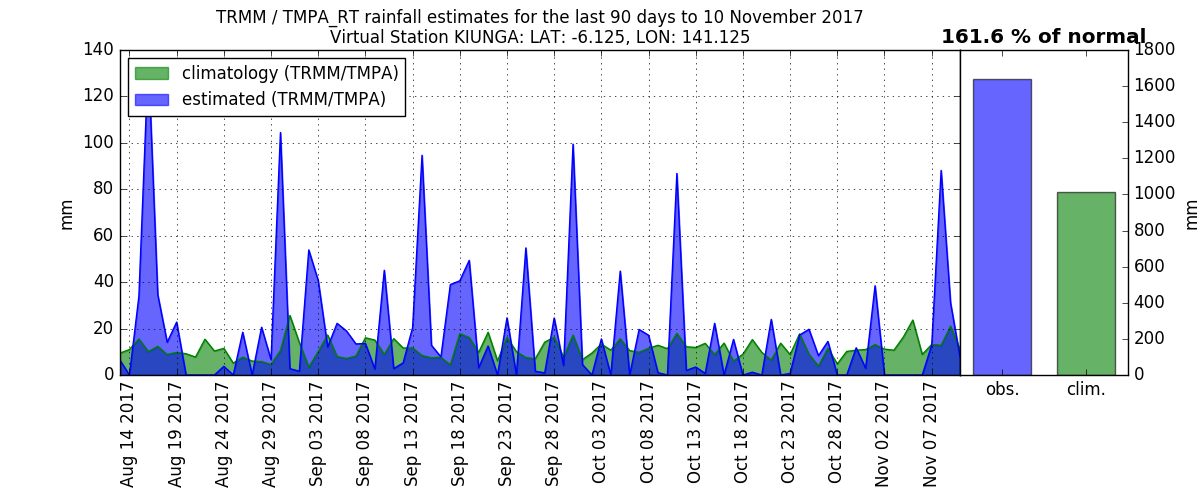 TRMM / TMPA_RT rainfall estimates for the last 90 days to 10 November 2017
Virtual Station KIUNGA: LAT: -6.125, LON: 141.125
161.6 % of normal
climatology (TRMM/TMPA)
estimated (TRMM/TMPA)
140
120
100
80
60
40
20
0
mm
Aug 14 2017
Aug 19 2017
Aug 24 2017
Aug 29 2017
Sep 03 2017
Sep 08 2017
Sep 13 2017
Sep 18 2017
Sep 23 2017
Sep 28 2017
Oct 03 2017
Oct 08 2017
Oct 13 2017
Oct 18 2017
Oct 23 2017
Oct 28 2017
Nov 02 2017
Nov 07 2017
obs.
clim.
1800
1600
1400
1200
1000
800
600
400
200
0
mm